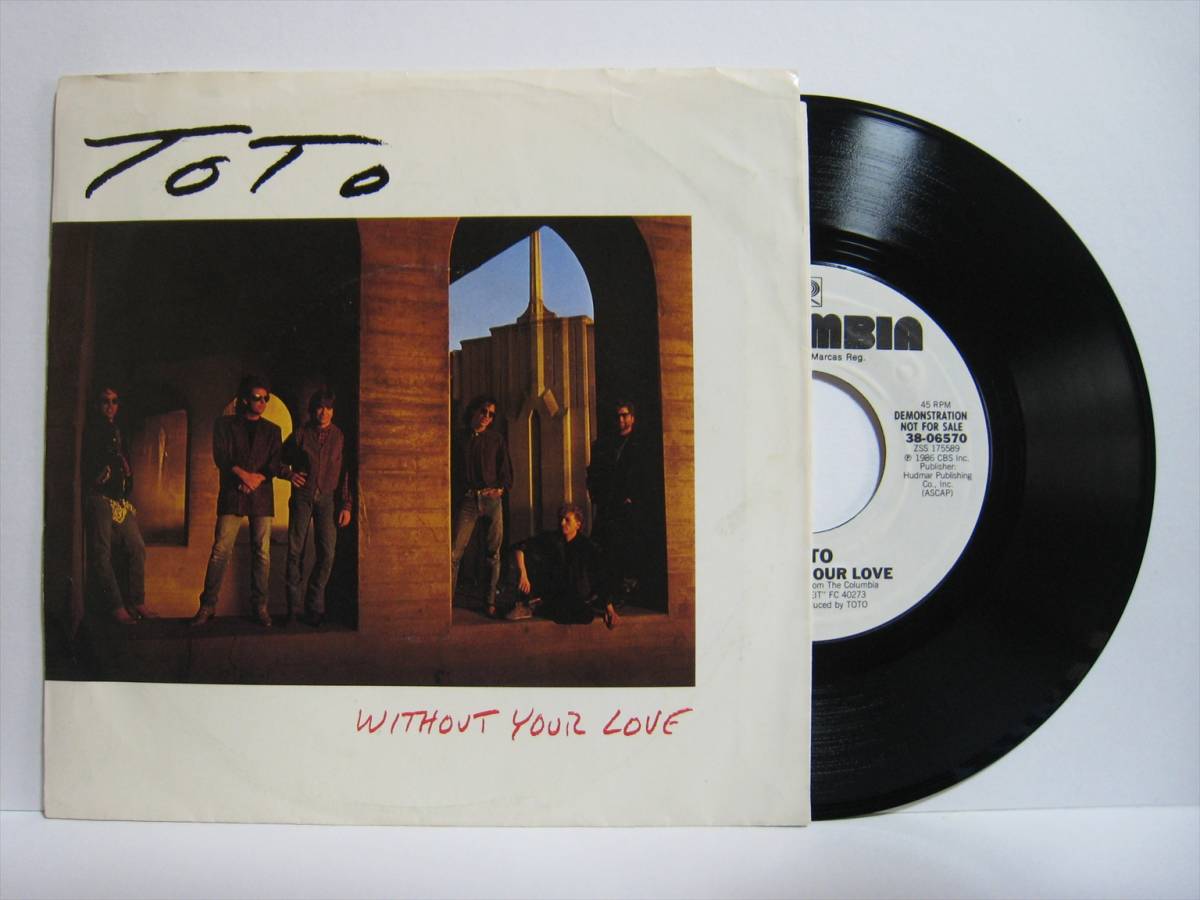 TOTO
WITHOUT YOUR LOVE
MBIA
Marcas Reg.
45 RPM
DEMONSTRATION
NOT FOR SALE
38-06570
ZSS 175589
℗ 1986 CBS Inc.
Publisher:
Hudmar Publishing
Co., Inc.
(ASCAP)
TO
OUR LOVE
om The Columbia
EIT" FC 40273
uced by TOTO